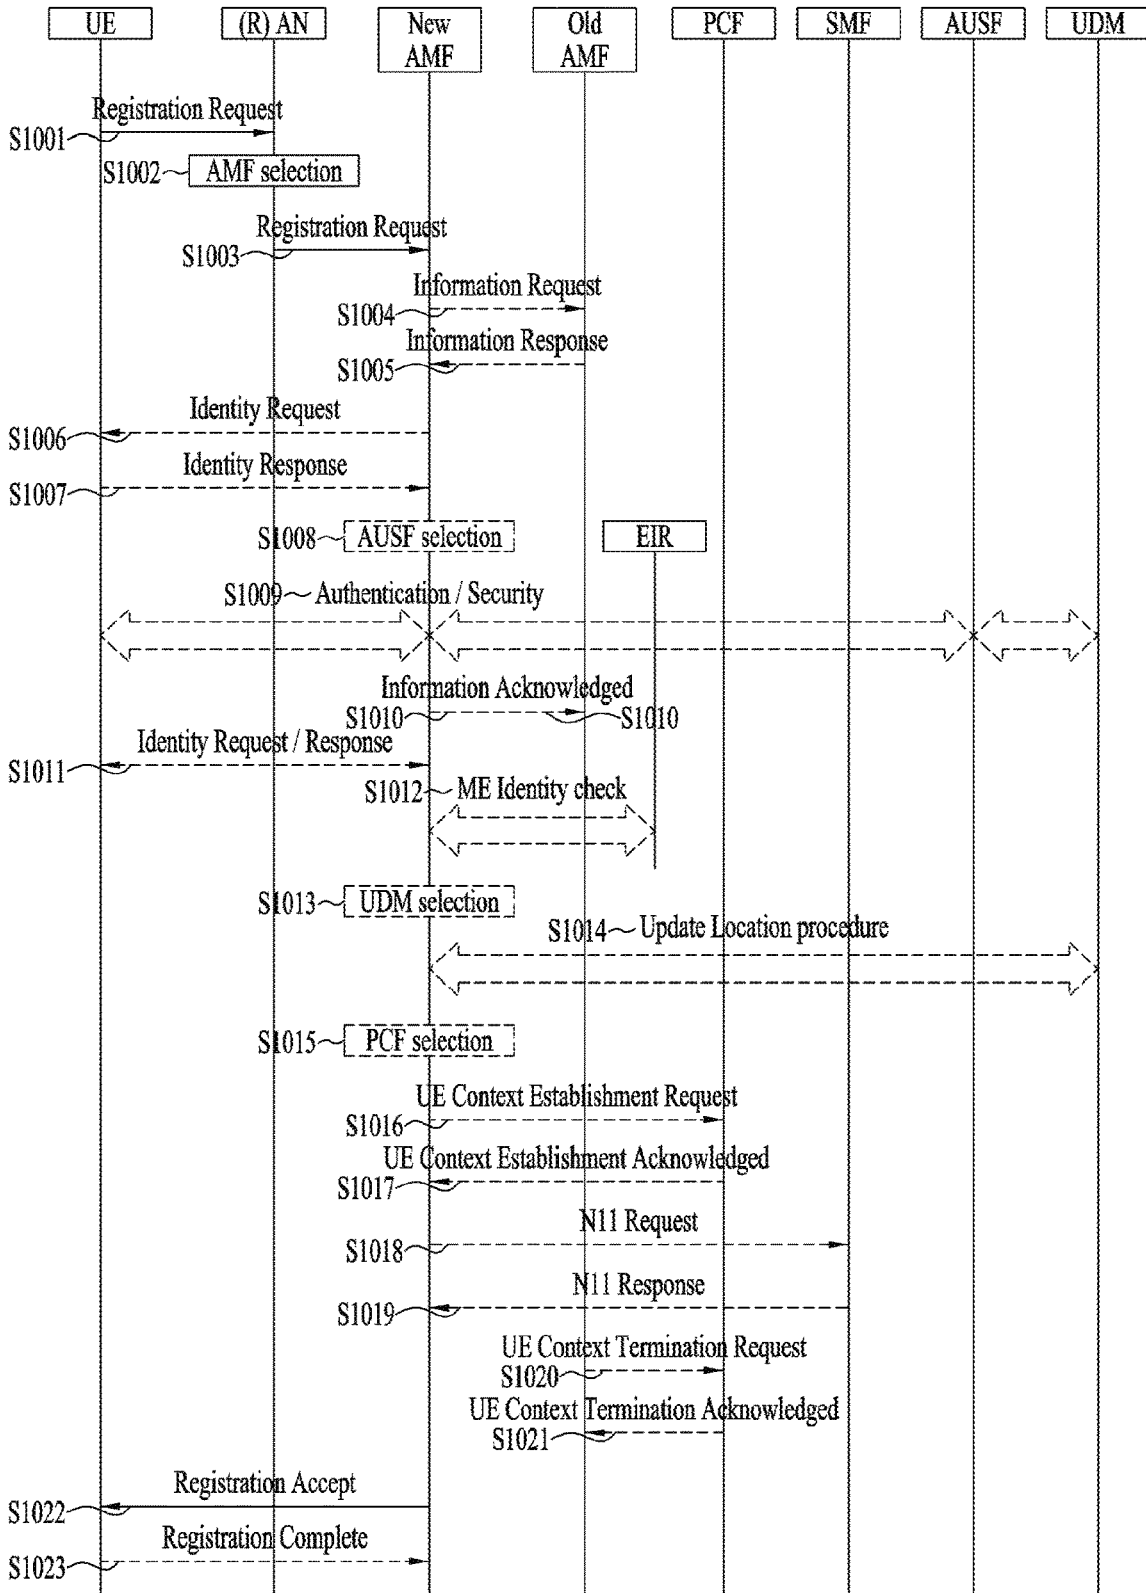 UE
(R) AN
New
AMF
Old
AMF
PCF
SMF
AUSF
UDM
Registration Request
S1001
S1002
AMF selection
Registration Request
S1003
Information Request
S1004
Information Response
S1005
Identity Request
S1006
Identity Response
S1007
S1008
AUSF selection
EIR
S1009
Authentication / Security
Information Acknowledged
S1010
S1010
Identity Request / Response
S1011
S1012
ME Identity check
S1013
UDM selection
S1014
Update Location procedure
S1015
PCF selection
UE Context Establishment Request
S1016
UE Context Establishment Acknowledged
S1017
N11 Request
S1018
N11 Response
S1019
UE Context Termination Request
S1020
UE Context Termination Acknowledged
S1021
Registration Accept
S1022
Registration Complete
S1023